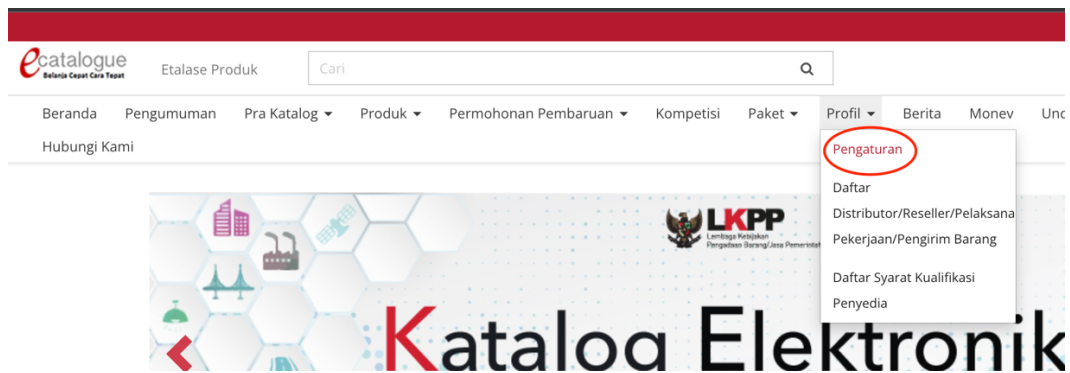 ecatalogue
Belanja Cepat Cara Tepat
Etalase Produk
Cari
Beranda Pengumuman Pra Katalog Produk Permohonan Pembaruan Kompetisi Paket Profil Berita Monev
Hubungi Kami
Pengaturan
Daftar
Distributor/Reseller/Pelaksana
Pekerjaan/Pengirim Barang
Daftar Syarat Kualifikasi
Penyedia
LKPP
Lembaga Kebijakan
Pengadaan Barang/Jasa Pemerintah
Katalog Elektronik